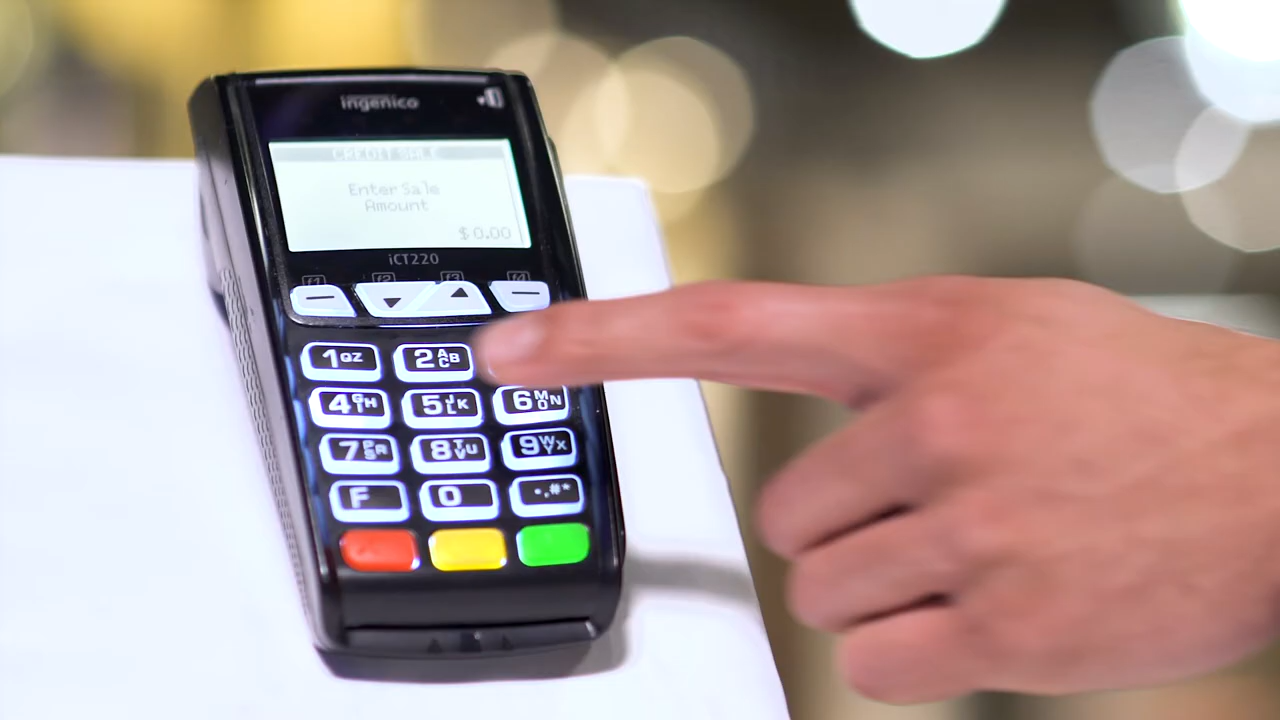 ingenico
CREDIT SALE
Enter Sale
Amount
$0.00
iCT220
f1 f2 f3 f4
1 QZ 2 ABC
4 GHI 5 JKL 6 MNO
7 PRS 8 TUV 9 WXY
F 0 .,#*